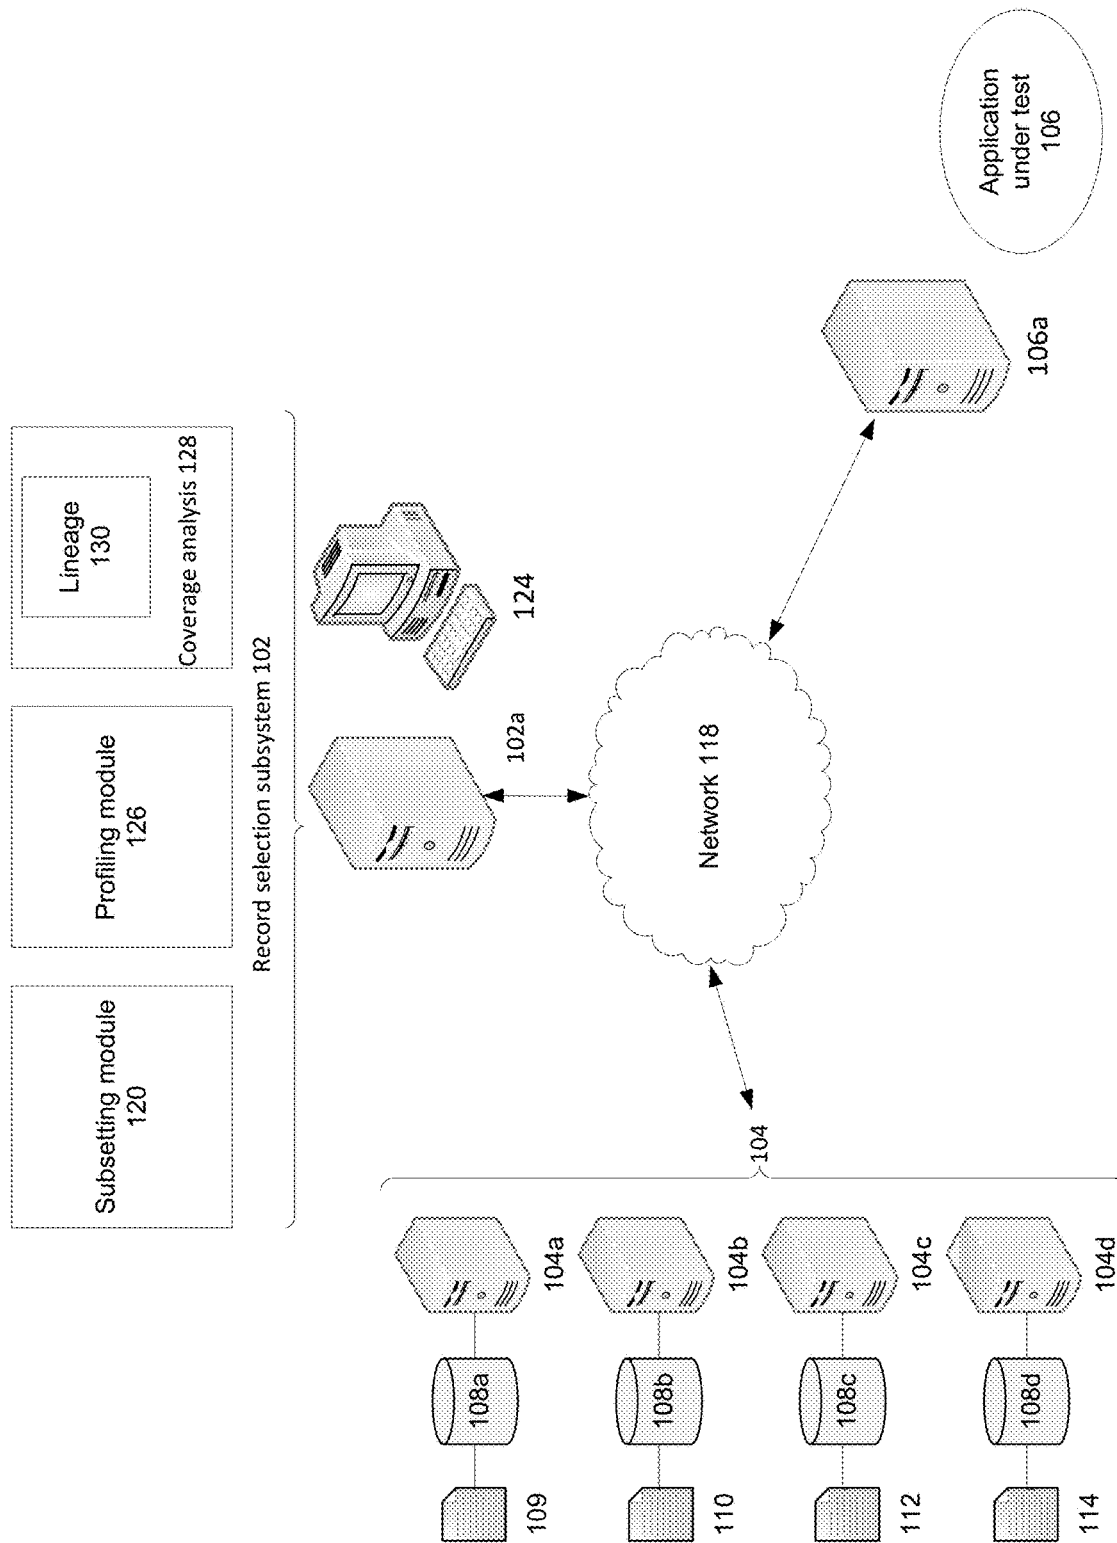 Subsetting module
120
Profiling module
126
Lineage
130
Coverage analysis 128
Record selection subsystem 102
102a
124
109
108a
104a
110
108b
104b
112
108c
104c
114
108d
104d
104
Network 118
106a
Application
under test
106